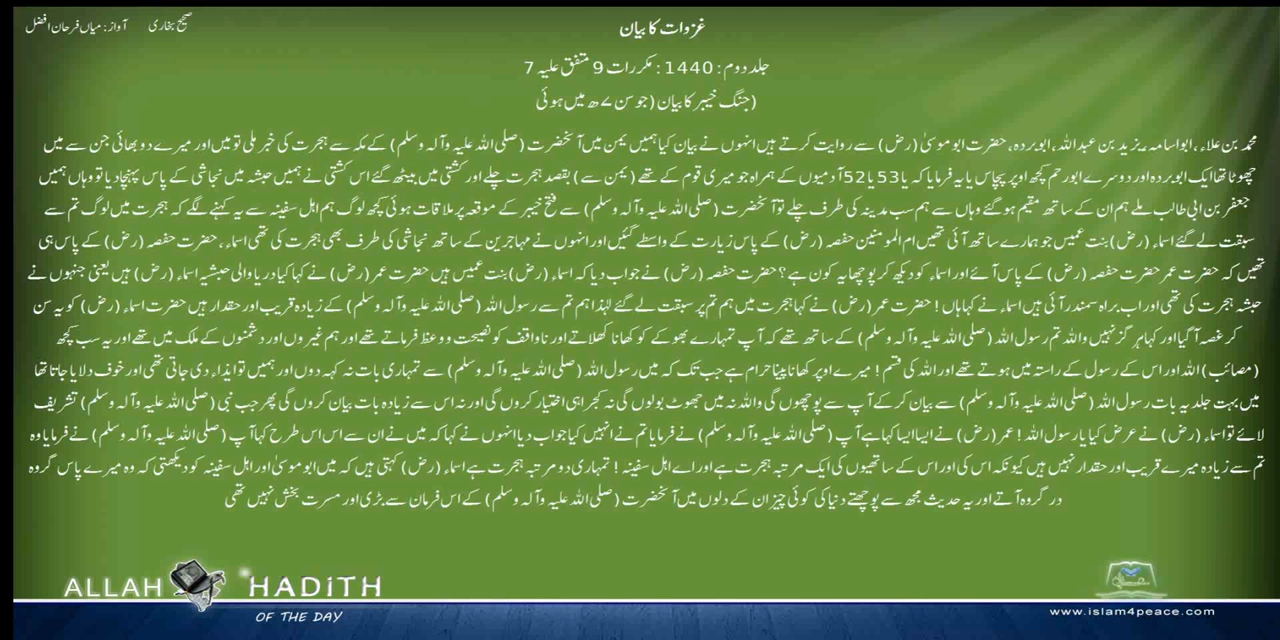 صحیح بخاری آواز: میاں فرحان افضل
غزوات کا بیان
جلد دوم : 1440 : مکررات 9 متفق علیہ 7
(جنگ خیبر کا بیان (جو سن ۷ھ میں ہوئی
محمد بن علاء ، ابواسامہ، یزید بن عبداللہ، ابوبردہ، حضرت ابوموسیٰ (رض) سے روایت کرتے ہیں انہوں نے بیان کیا ہمیں یمن میں آنحضرت (صلی اللہ علیہ وآلہ وسلم) کے مکہ سے ہجرت کی خبر ملی تو میں اور میرے دو بھائی جن سے میں
چھوٹا تھا ایک ابوبردہ اور دوسرے ابورحم کچھ اوپر پچاس یا یہ فرمایا کہ یا 53 یا 52 آدمیوں کے ہمراہ جو میری قوم کے تھے (یمن سے) بقصد ہجرت چلے اور کشتی میں بیٹھ گئے اس کشتی نے ہمیں حبشہ میں نجاشی کے پاس پہنچا دیا تو وہاں ہمیں
جعفر بن ابی طالب ملے ہم ان کے ساتھ مقیم ہوگئے وہاں سے ہم سب مدینہ کی طرف چلے تو آنحضرت (صلی اللہ علیہ وآلہ وسلم) سے فتح خیبر کے موقعہ پر ملاقات ہوئی کچھ لوگ ہم اہل سفینہ سے یہ کہنے لگے کہ ہجرت میں لوگ تم سے
سبقت لے گئے اسماء (رض) بنت عمیس جو ہمارے ساتھ آئی تھیں ام المومنین حفصہ (رض) کے پاس زیارت کے واسطے گئیں اور انہوں نے مہاجرین کے ساتھ نجاشی کی طرف بھی ہجرت کی تھی اسماء ، حضرت حفصہ (رض) کے پاس ہی
تھیں کہ حضرت عمر حضرت حفصہ (رض) کے پاس آئے اور اسماء کو دیکھ کر پوچھا یہ کون ہے؟ حضرت حفصہ (رض) نے جواب دیا کہ اسماء (رض) بنت عمیس ہیں حضرت عمر (رض) نے کہا کیا دریا والی حبشیہ اسماء (رض) ہیں یعنی جنہوں نے
حبشہ ہجرت کی تھی اور اب براہ سمندر آئی ہیں اسماء نے کہا ہاں! حضرت عمر (رض) نے کہا ہجرت میں ہم تم پر سبقت لے گئے لہٰذا ہم تم سے رسول اللہ (صلی اللہ علیہ وآلہ وسلم) کے زیادہ قریب اور حقدار ہیں حضرت اسماء (رض) کو یہ سن
کر غصہ آگیا اور کہا ہر گز نہیں واللہ تم رسول اللہ (صلی اللہ علیہ وآلہ وسلم) کے ساتھ تھے کہ آپ تمہارے بھوکے کو کھانا کھلاتے اور ناواقف کو نصیحت و وعظ فرماتے تھے اور ہم غیروں اور دشمنوں کے ملک میں تھے اور یہ سب کچھ
(مصائب) اللہ اور اس کے رسول کے راستہ میں ہوتے تھے اور اللہ کی قسم! میرے اوپر کھانا پینا حرام ہے جب تک کہ میں رسول اللہ (صلی اللہ علیہ وآلہ وسلم) سے تمہاری بات نہ کہہ دوں اور ہمیں تو ایذاء دی جاتی تھی اور خوف دلایا جاتا تھا
میں بہت جلد یہ بات رسول اللہ (صلی اللہ علیہ وآلہ وسلم) سے بیان کرکے آپ سے پوچھوں گی واللہ نہ میں جھوٹ بولوں گی نہ کجراہی اختیار کروں گی اور نہ اس سے زیادہ بات بیان کروں گی پھر جب نبی (صلی اللہ علیہ وآلہ وسلم) تشریف
لائے تو اسماء (رض) نے عرض کیا یا رسول اللہ! عمر (رض) نے ایسا ایسا کہا ہے آپ (صلی اللہ علیہ وآلہ وسلم) نے فرمایا تم نے انہیں کیا جواب دیا انہوں نے کہا کہ میں نے ان سے اس اس طرح کہا آپ (صلی اللہ علیہ وآلہ وسلم) نے فرمایا وہ
تم سے زیادہ میرے قریب اور حقدار نہیں ہیں کیونکہ اس کی اور اس کے ساتھیوں کی ایک مرتبہ ہجرت ہے اور اے اہل سفینہ! تمہاری دو مرتبہ ہجرت ہے اسماء (رض) کہتی ہیں کہ میں ابوموسیٰ اور اہل سفینہ کو دیکھتی کہ وہ میرے پاس گروہ
در گروہ آتے اور یہ حدیث مجھ سے پوچھتے دنیا کی کوئی چیز ان کے دلوں میں آنحضرت (صلی اللہ علیہ وآلہ وسلم) کے اس فرمان سے بڑی اور مسرت بخش نہیں تھی
ALLAH HADiTH
OF THE DAY
www.islam4peace.com